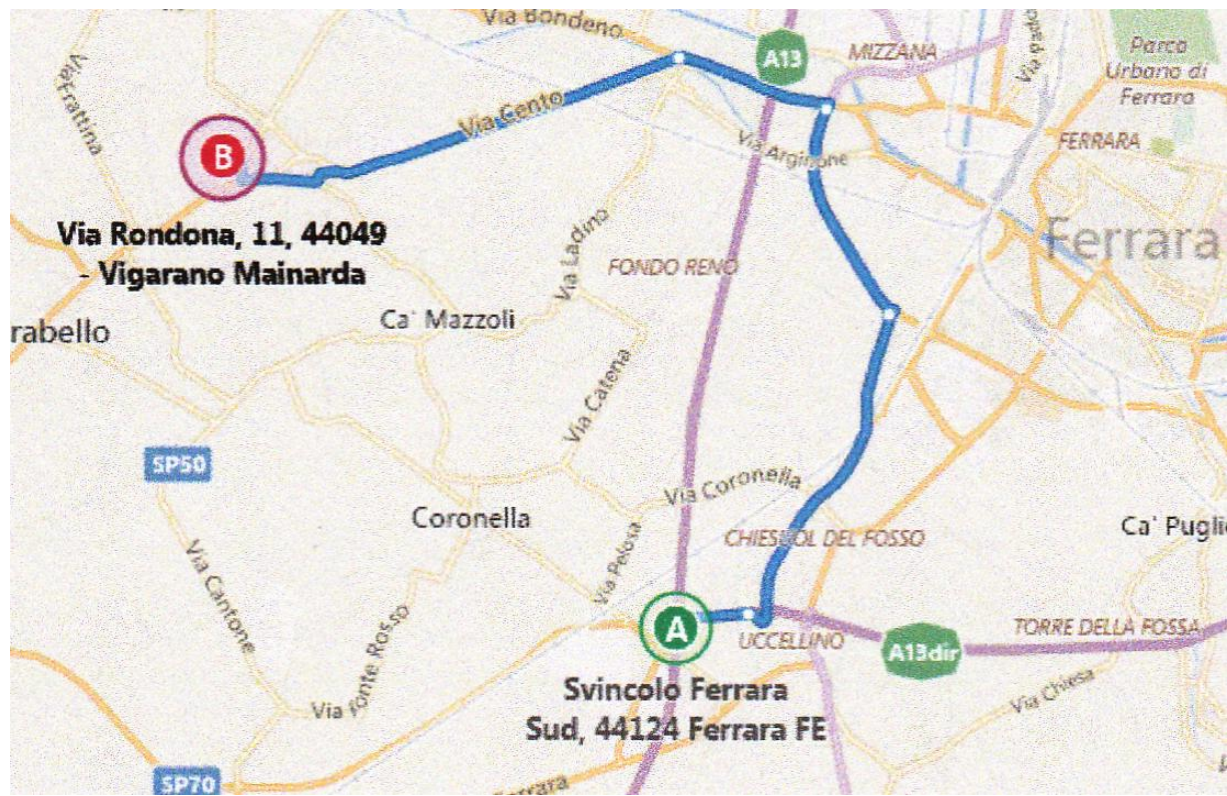 Via Bondeno
A13
MIZZANA
Parco
Urbano di
Ferrara
Via Frattina
Via Cento
Via Arginone
FERRARA
B
Via Rondona, 11, 44049
- Vigarano Mainarda
Ferrara
Via Ladino
FONDO RENO
rabello
Ca' Mazzoli
Via Catena
SP50
Via Coronella
Coronella
CHIESUOL DEL FOSSO
Ca' Puglie
Via Pelosa
Via Cantone
Via Fonte Rosso
A
UCCELLINO
A13dir
TORRE DELLA FOSSA
Svincolo Ferrara
Sud, 44124 Ferrara FE
Via Chiesa
SP70
errara